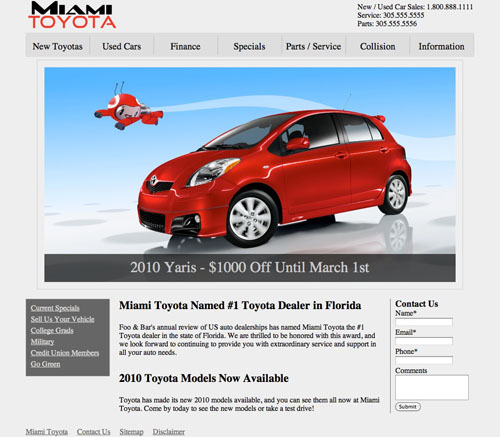 MIAMI
TOYOTA
New / Used Car Sales: 1.800.888.1111
Service: 305.555.5555
Parts: 305.555.5556
New Toyotas
Used Cars
Finance
Specials
Parts / Service
Collision
Information
2010 Yaris - $1000 Off Until March 1st
Current Specials
Sell Us Your Vehicle
College Grads
Military
Credit Union Members
Go Green
Miami Toyota Named #1 Toyota Dealer in Florida
Foo & Bar's annual review of US auto dealerships has named Miami Toyota the #1
Toyota dealer in the state of Florida. We are thrilled to be honored with this award, and
we look forward to continuing to provide you with extraordinary service and support in
all your auto needs.
2010 Toyota Models Now Available
Toyota has made its new 2010 models available, and you can see them all now at Miami
Toyota. Come by today to see the new models or take a test drive!
Contact Us
Name*
Email*
Phone*
Comments
Submit
Miami Toyota
Contact Us
Sitemap
Disclaimer